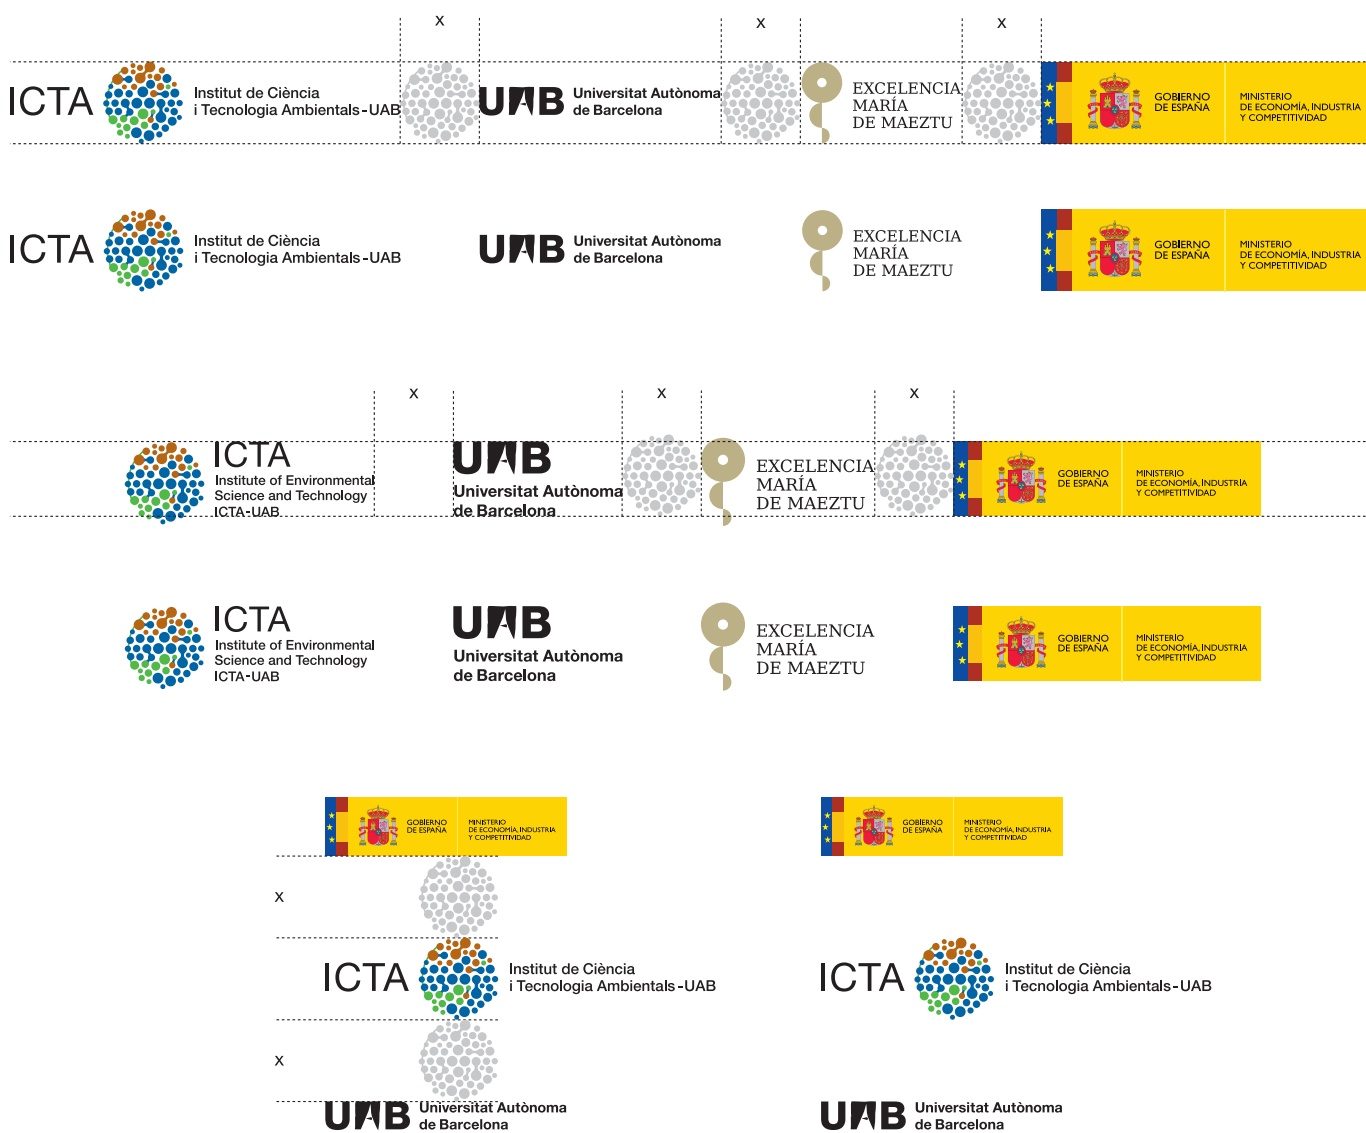 x x x
ICTA
Institut de Ciència
i Tecnologia Ambientals-UAB
UAB
Universitat Autònoma
de Barcelona
EXCELENCIA
MARÍA
DE MAEZTU
GOBIERNO
DE ESPAÑA
MINISTERIO
DE ECONOMÍA, INDUSTRIA
Y COMPETITIVIDAD
ICTA
Institut de Ciència
i Tecnologia Ambientals-UAB
UAB
Universitat Autònoma
de Barcelona
EXCELENCIA
MARÍA
DE MAEZTU
GOBIERNO
DE ESPAÑA
MINISTERIO
DE ECONOMÍA, INDUSTRIA
Y COMPETITIVIDAD
x x x
ICTA
Institute of Environmental
Science and Technology
ICTA-UAB
UAB
Universitat Autònoma
de Barcelona
EXCELENCIA
MARÍA
DE MAEZTU
GOBIERNO
DE ESPAÑA
MINISTERIO
DE ECONOMÍA, INDUSTRIA
Y COMPETITIVIDAD
ICTA
Institute of Environmental
Science and Technology
ICTA-UAB
UAB
Universitat Autònoma
de Barcelona
EXCELENCIA
MARÍA
DE MAEZTU
GOBIERNO
DE ESPAÑA
MINISTERIO
DE ECONOMÍA, INDUSTRIA
Y COMPETITIVIDAD
GOBIERNO
DE ESPAÑA
MINISTERIO
DE ECONOMÍA, INDUSTRIA
Y COMPETITIVIDAD
x
ICTA
Institut de Ciència
i Tecnologia Ambientals-UAB
x
UAB
Universitat Autònoma
de Barcelona
GOBIERNO
DE ESPAÑA
MINISTERIO
DE ECONOMÍA, INDUSTRIA
Y COMPETITIVIDAD
ICTA
Institut de Ciència
i Tecnologia Ambientals-UAB
UAB
Universitat Autònoma
de Barcelona